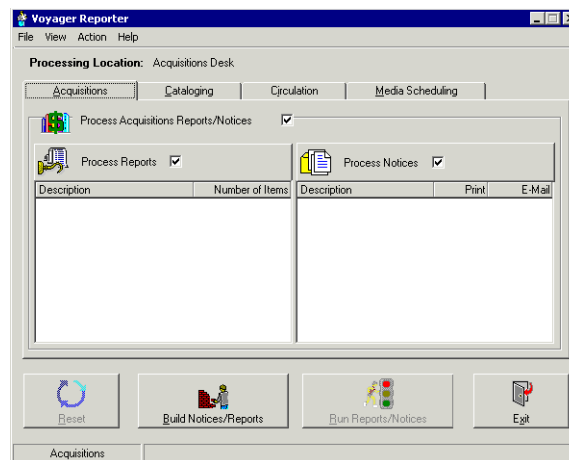 Voyager Reporter
File View Action Help
Processing Location: Acquisitions Desk
Acquisitions Cataloging Circulation Media Scheduling
Process Acquisitions Reports/Notices
Process Reports Process Notices
Description Number of Items Description Print E-Mail
Reset Build Notices/Reports Run Reports/Notices Exit
Acquisitions